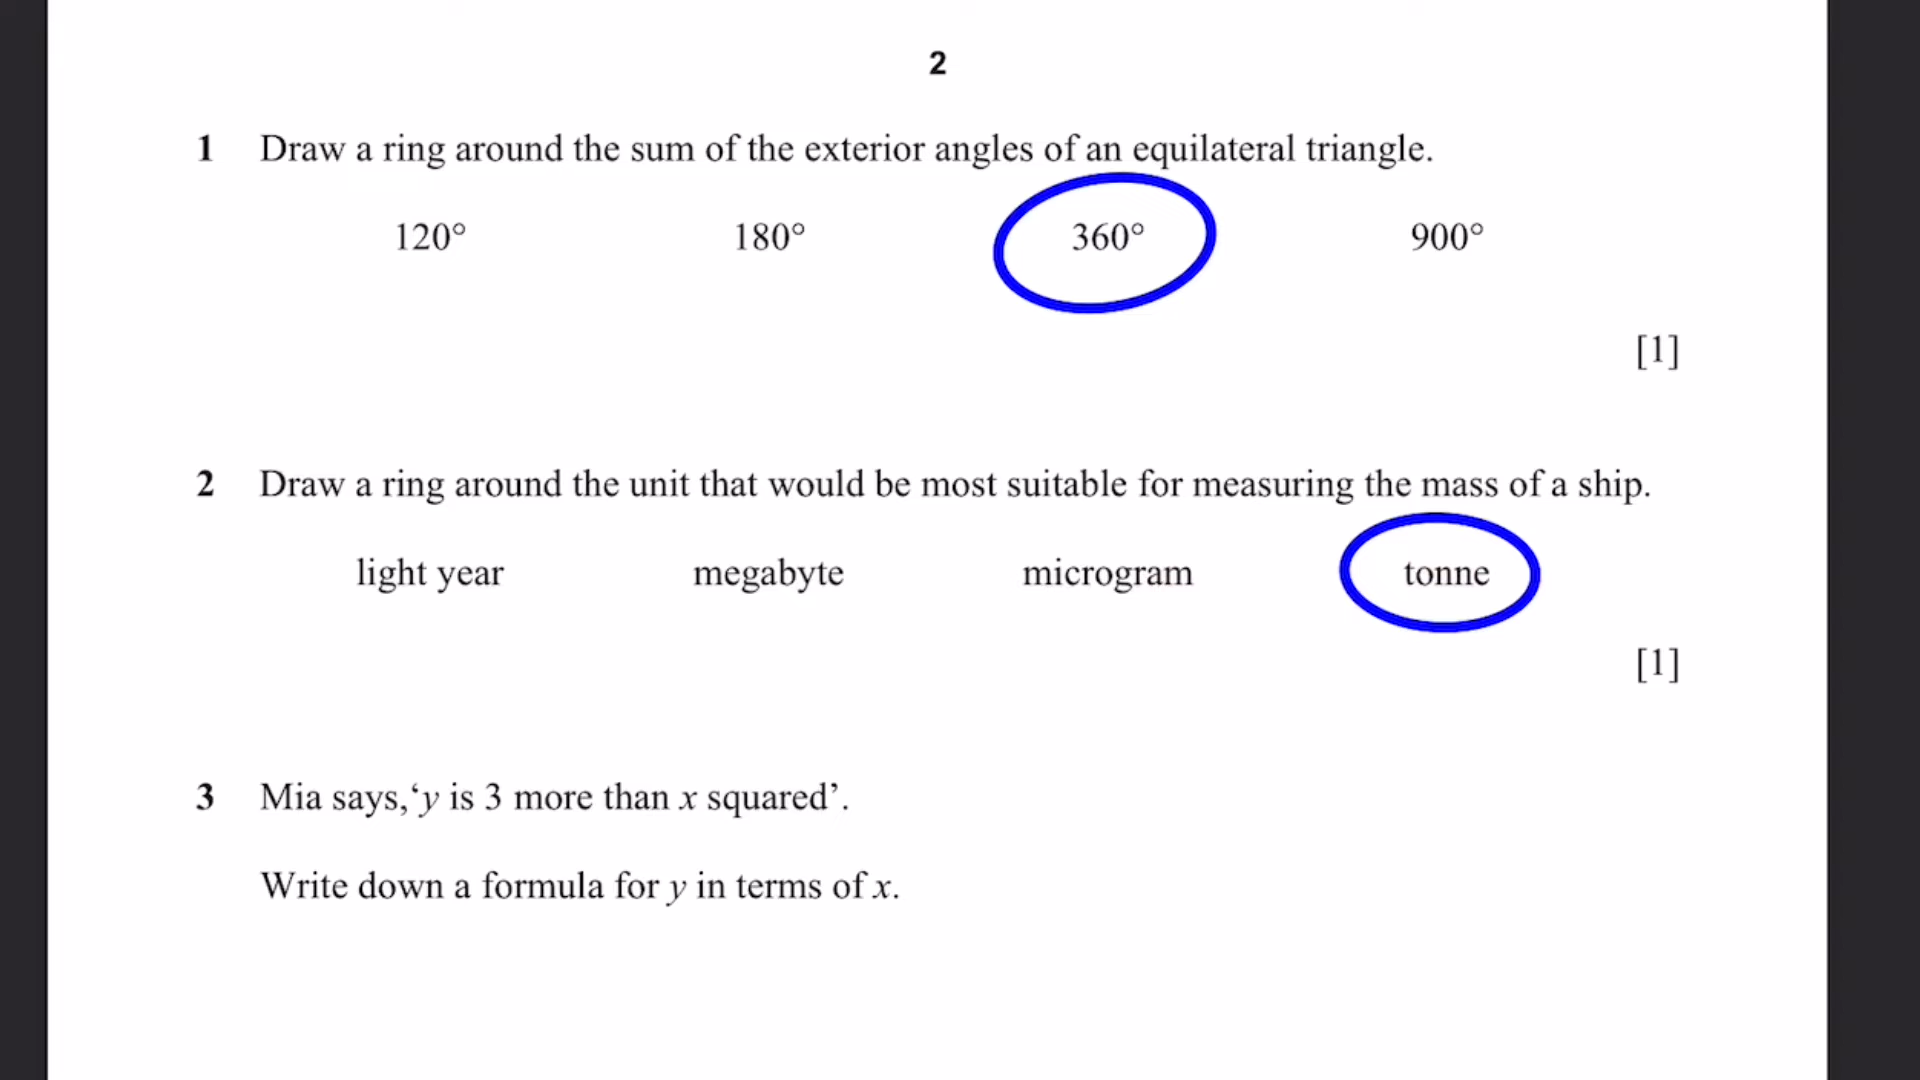 2
1 Draw a ring around the sum of the exterior angles of an equilateral triangle.
120° 180° 360° 900°
[1]
2 Draw a ring around the unit that would be most suitable for measuring the mass of a ship.
light year megabyte microgram tonne
[1]
3 Mia says,‘y is 3 more than x squared’.
Write down a formula for y in terms of x.